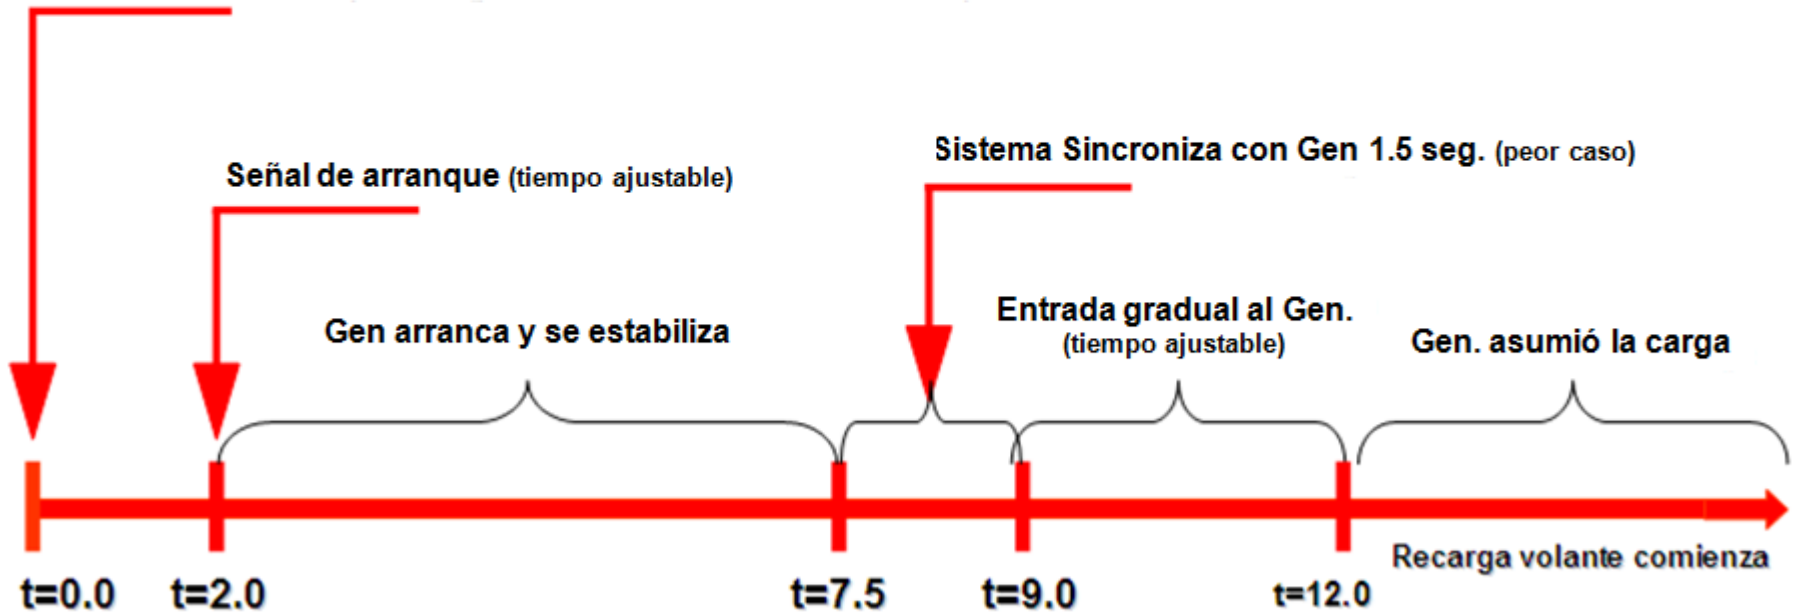 Sistema Sincroniza con Gen 1.5 seg. (peor caso)
Señal de arranque (tiempo ajustable)
Entrada gradual al Gen.
(tiempo ajustable)
Gen arranca y se estabiliza
Gen. asumió la carga
Recarga volante comienza
t=0.0
t=2.0
t=7.5
t=9.0
t=12.0